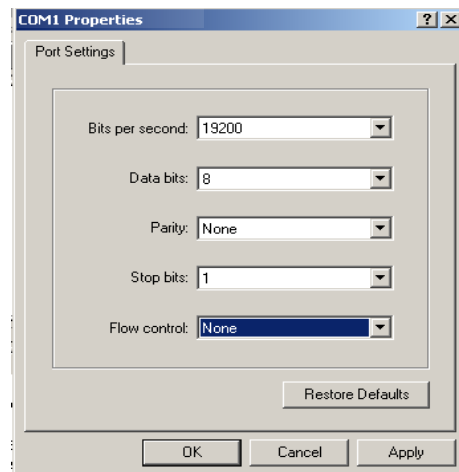 COM1 Properties
Port Settings
Bits per second: 19200
Data bits: 8
Parity: None
Stop bits: 1
Flow control: None
Restore Defaults
OK Cancel Apply